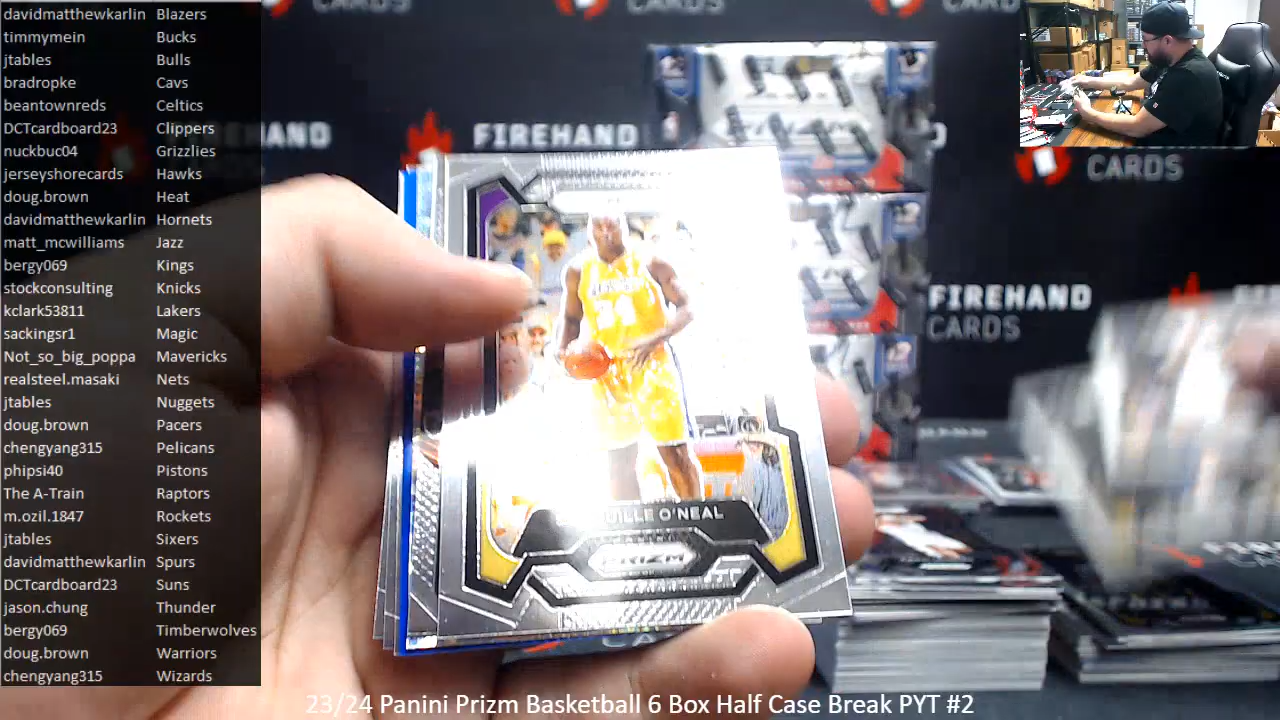 davidmatthewkarlin Blazers
timmymein Bucks
jtables Bulls
bradropke Cavs
beantownreds Celtics
DCTcardboard23 Clippers
nuckbuc04 Grizzlies
jerseyshorecards Hawks
doug.brown Heat
davidmatthewkarlin Hornets
matt_mcwilliams Jazz
bergy069 Kings
stockconsulting Knicks
kclark53811 Lakers
sackingsr1 Magic
Not_so_big_poppa Mavericks
realsteel.masaki Nets
jtables Nuggets
doug.brown Pacers
chengyang315 Pelicans
phipsi40 Pistons
The A-Train Raptors
m.ozil.1847 Rockets
jtables Sixers
davidmatthewkarlin Spurs
DCTcardboard23 Suns
jason.chung Thunder
bergy069 Timberwolves
doug.brown Warriors
chengyang315 Wizards
CARDS
FIREHAND
CARDS
FIREHAND
CARDS
34
O'NEAL
PRIZM
23/24 Panini Prizm Basketball 6 Box Half Case Break PYT #2